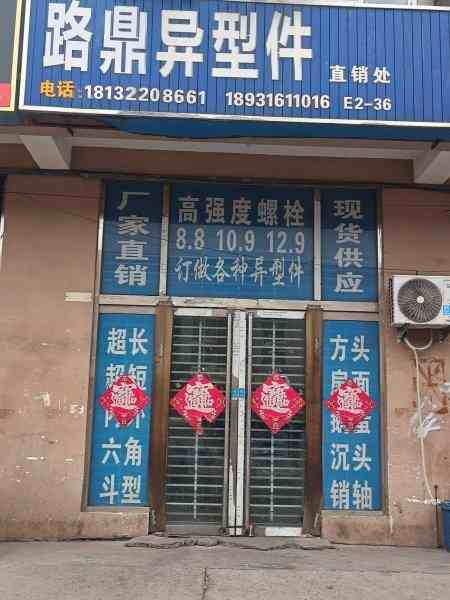 路鼎异型件
直销处
电话:18132208661 18931611016 E2-36
厂家直销
高强度螺栓
8.8 10.9 12.9
订做各种异型件
现货供应
超长
超短
六角
斗型
方头
沉头
销轴